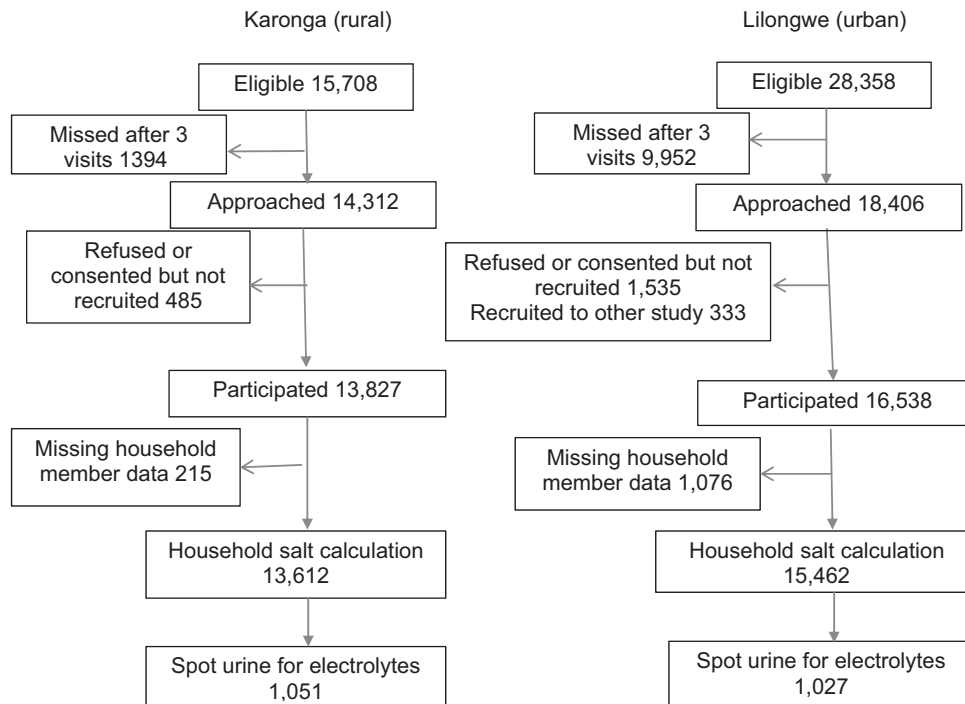 Karonga (rural)
Eligible 15,708
Missed after 3
visits 1394
Approached 14,312
Refused or
consented but not
recruited 485
Participated 13,827
Missing household
member data 215
Household salt calculation
13,612
Spot urine for electrolytes
1,051
Lilongwe (urban)
Eligible 28,358
Missed after 3
visits 9,952
Approached 18,406
Refused or consented but not
recruited 1,535
Recruited to other study 333
Participated 16,538
Missing household
member data 1,076
Household salt calculation
15,462
Spot urine for electrolytes
1,027